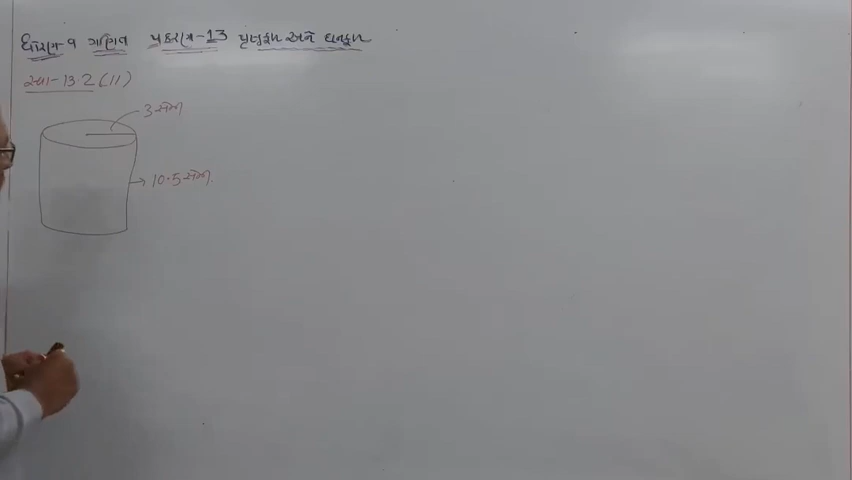 ધોરણ-૧ ગણિત પ્રકરણ-13 પૃષ્ઠફળ અને ઘનફળ
સ્વા-13.2 (11)
3 સેમી
10.5 સેમી.